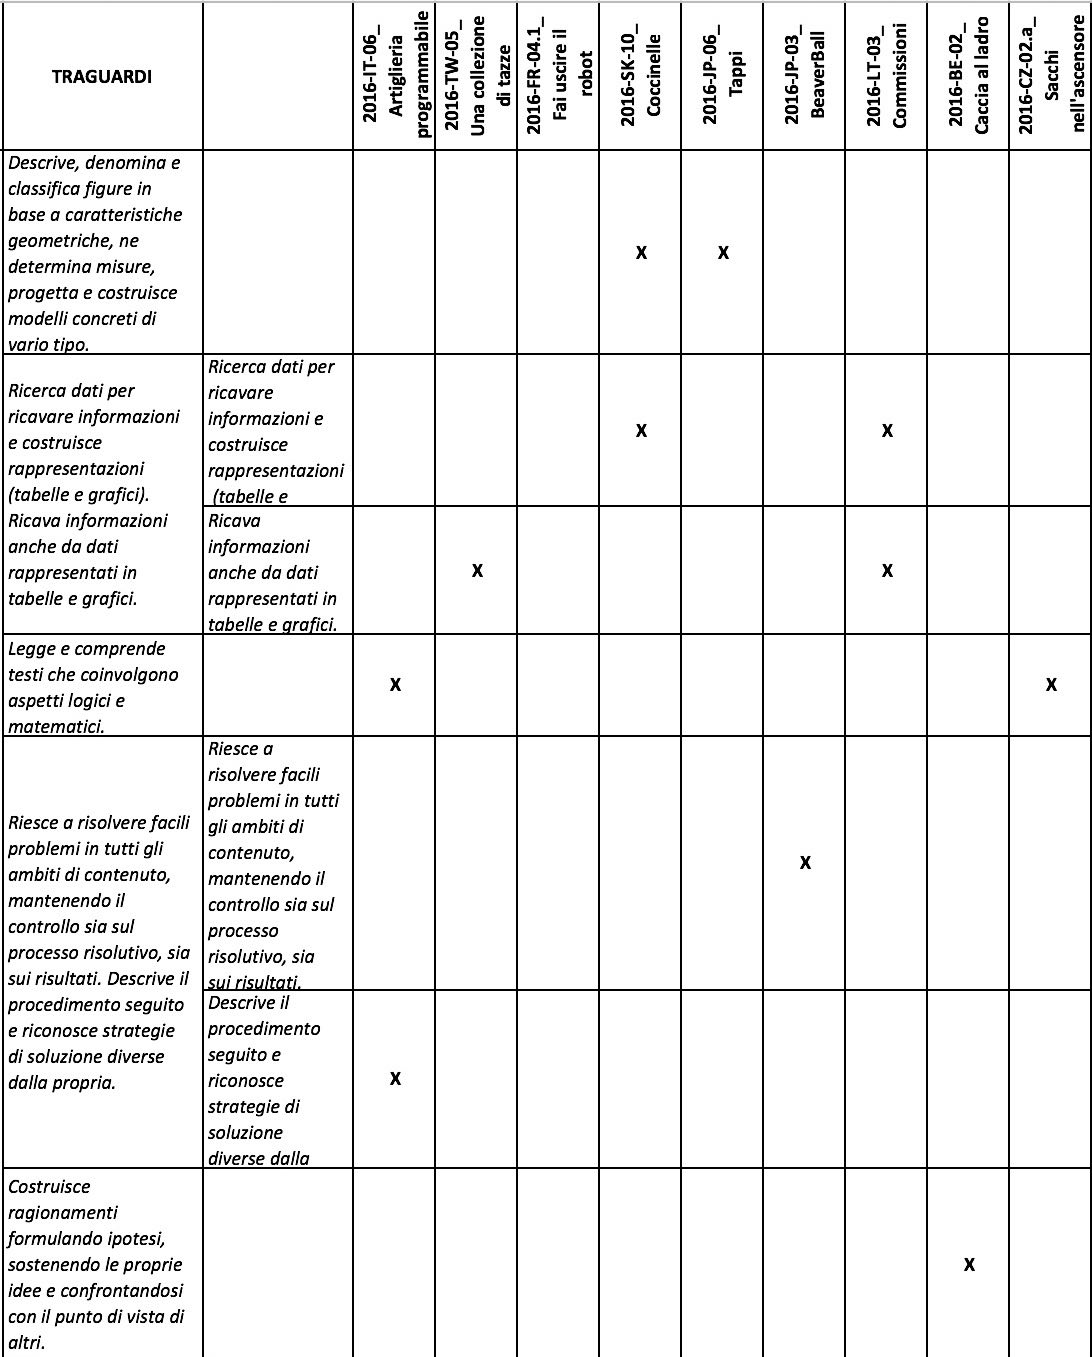 TRAGUARDI
2016-IT-06_
Artiglieria
programmabile
2016-TW-05_
Una collezione
di tazze
2016-FR-04.1_
Fai uscire il
robot
2016-SK-10_
Coccinelle
2016-JP-06_
Tappi
2016-JP-03_
BeaverBall
2016-LT-03_
Commissioni
2016-BE-02_
Caccia al ladro
2016-CZ-02.a_
Sacchi
nell'ascensore
Descrive, denomina e
classifica figure in
base a caratteristiche
geometriche, ne
determina misure,
progetta e costruisce
modelli concreti di
vario tipo.
X
X
Ricerca dati per
ricavare informazioni
e costruisce
rappresentazioni
(tabelle e grafici).
Ricava informazioni
anche da dati
rappresentati in
tabelle e grafici.
Ricerca dati per
ricavare
informazioni e
costruisce
rappresentazioni
(tabelle e
X
X
Ricava
informazioni
anche da dati
rappresentati in
tabelle e grafici.
X
X
Legge e comprende
testi che coinvolgono
aspetti logici e
matematici.
X
X
Riesce a risolvere facili
problemi in tutti gli
ambiti di contenuto,
mantenendo il
controllo sia sul
processo risolutivo, sia
sui risultati. Descrive il
procedimento seguito
e riconosce strategie
di soluzione diverse
dalla propria.
Riesce a
risolvere facili
problemi in tutti
gli ambiti di
contenuto,
mantenendo il
controllo sia sul
processo
risolutivo, sia
sui risultati.
X
Descrive il
procedimento
seguito e
riconosce
strategie di
soluzione
diverse dalla
X
Costruisce
ragionamenti
formulando ipotesi,
sostenendo le proprie
idee e confrontandosi
con il punto di vista di
altri.
X